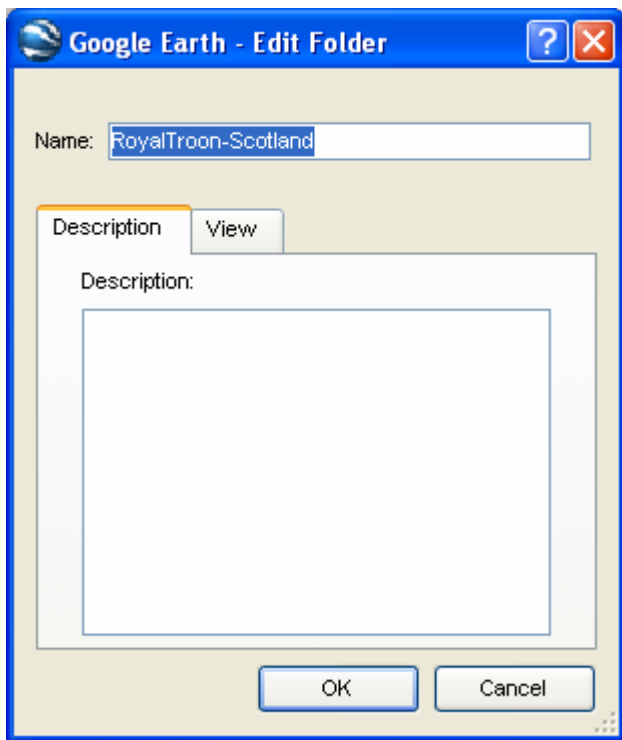 Google Earth - Edit Folder ?
Name: RoyalTroon-Scotland
Description View
Description:
OK Cancel